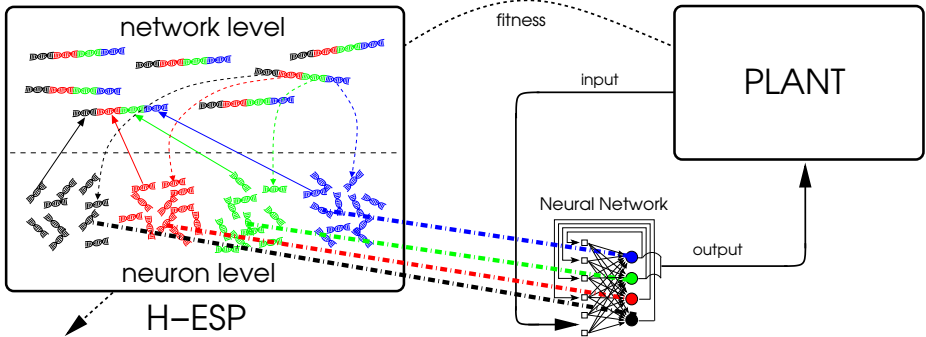 network level
fitness
input
PLANT
Neural Network
output
neuron level
H–ESP